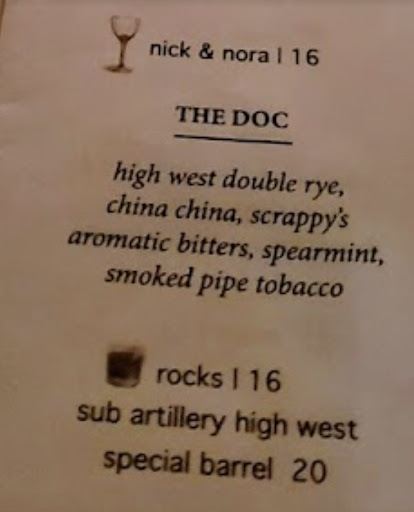 nick & nora | 16
THE DOC
high west double rye,
china china, scrappy's
aromatic bitters, spearmint,
smoked pipe tobacco
rocks | 16
sub artillery high west
special barrel 20